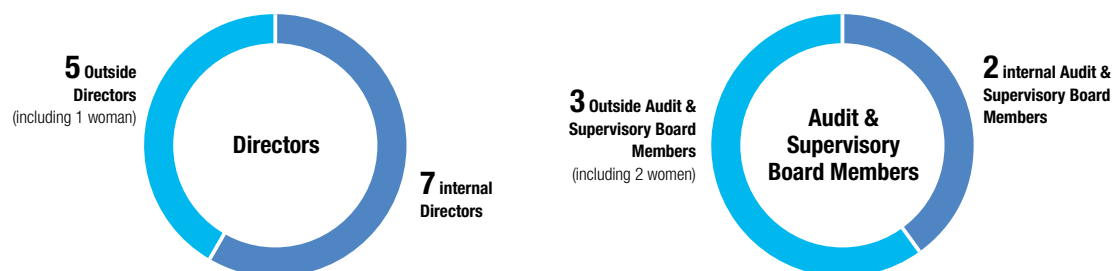 5 Outside
Directors
(including 1 woman)
Directors
7 internal
Directors
3 Outside Audit &
Supervisory Board
Members
(including 2 women)
Audit &
Supervisory
Board Members
2 internal Audit &
Supervisory Board
Members